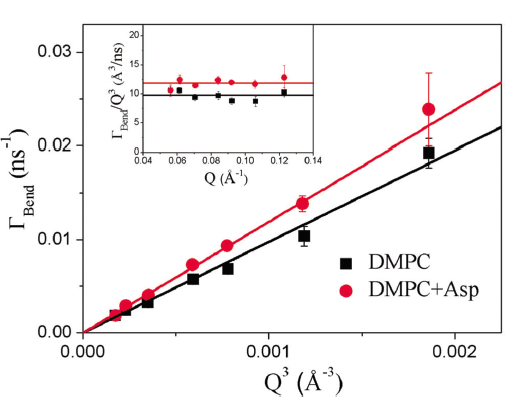 0.03
0.02
0.01
0.00
Γ_Bend (ns⁻¹)
20
15
10
5
0
Γ_Bend/Q³ (Å³/ns)
0.04 0.06 0.08 0.10 0.12 0.14
Q (Å⁻¹)
DMPC
DMPC+Asp
0.000 0.001 0.002
Q³ (Å⁻³)